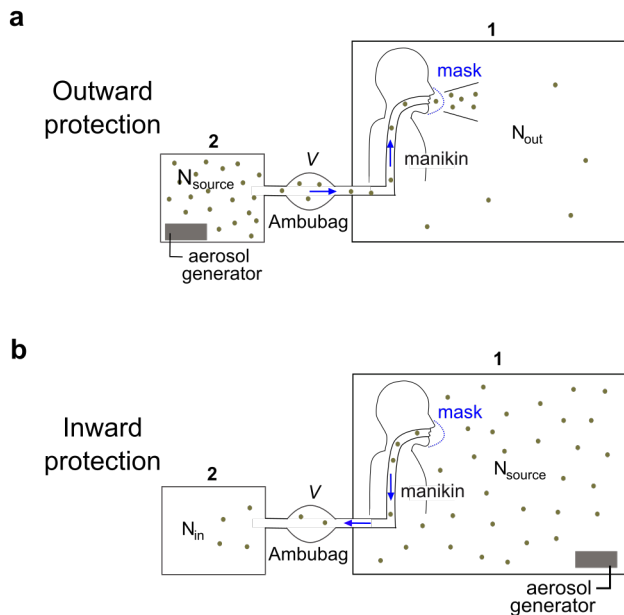 a
1
mask
Outward
protection
2
V
N_source
N_out
manikin
Ambubag
aerosol
generator
b
1
mask
Inward
protection
2
V
N_source
manikin
N_in
Ambubag
aerosol
generator